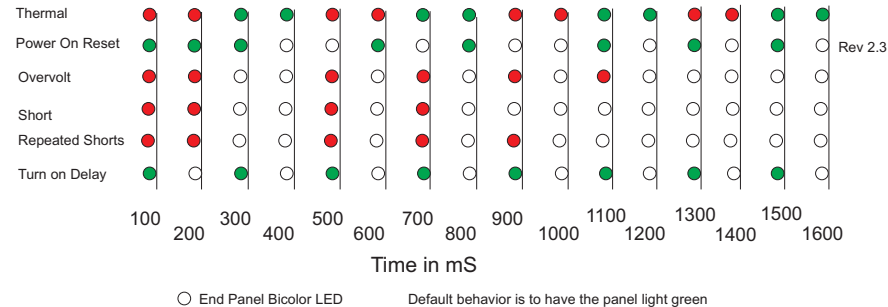 Thermal
Power On Reset
Rev 2.3
Overvolt
Short
Repeated Shorts
Turn on Delay
100 200 300 400 500 600 700 800 900 1000 1100 1200 1300 1400 1500 1600
Time in mS
End Panel Bicolor LED
Default behavior is to have the panel light green